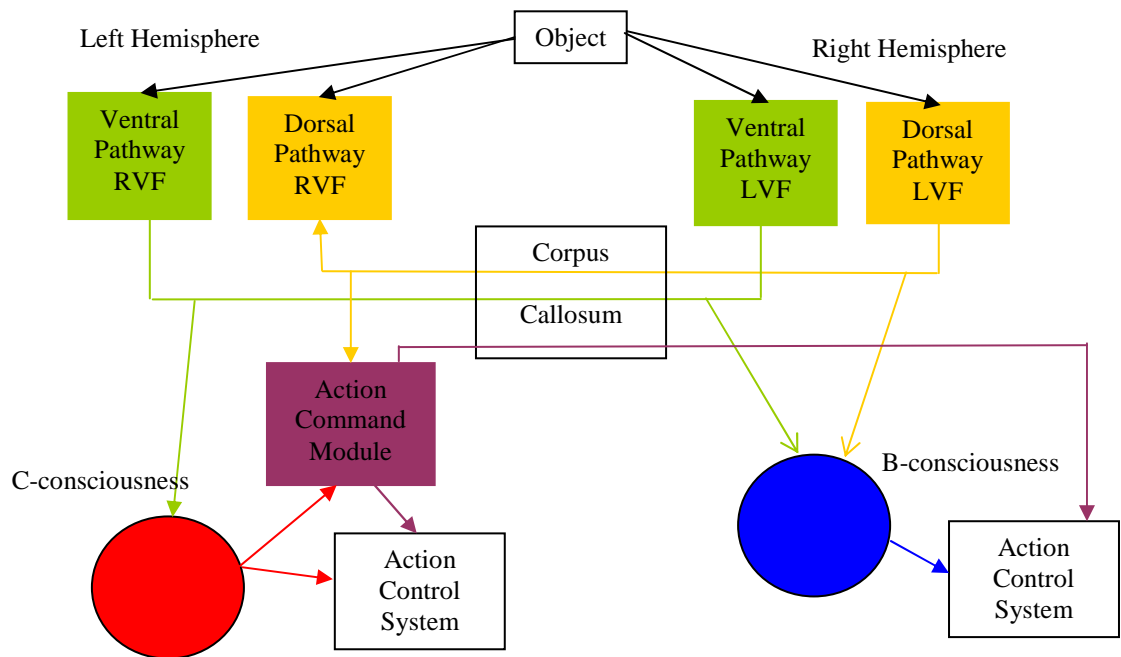 Left Hemisphere
Object
Right Hemisphere
Ventral
Pathway
RVF
Dorsal
Pathway
RVF
Ventral
Pathway
LVF
Dorsal
Pathway
LVF
Corpus
Callosum
Action
Command
Module
C-consciousness
B-consciousness
Action
Control
System
Action
Control
System